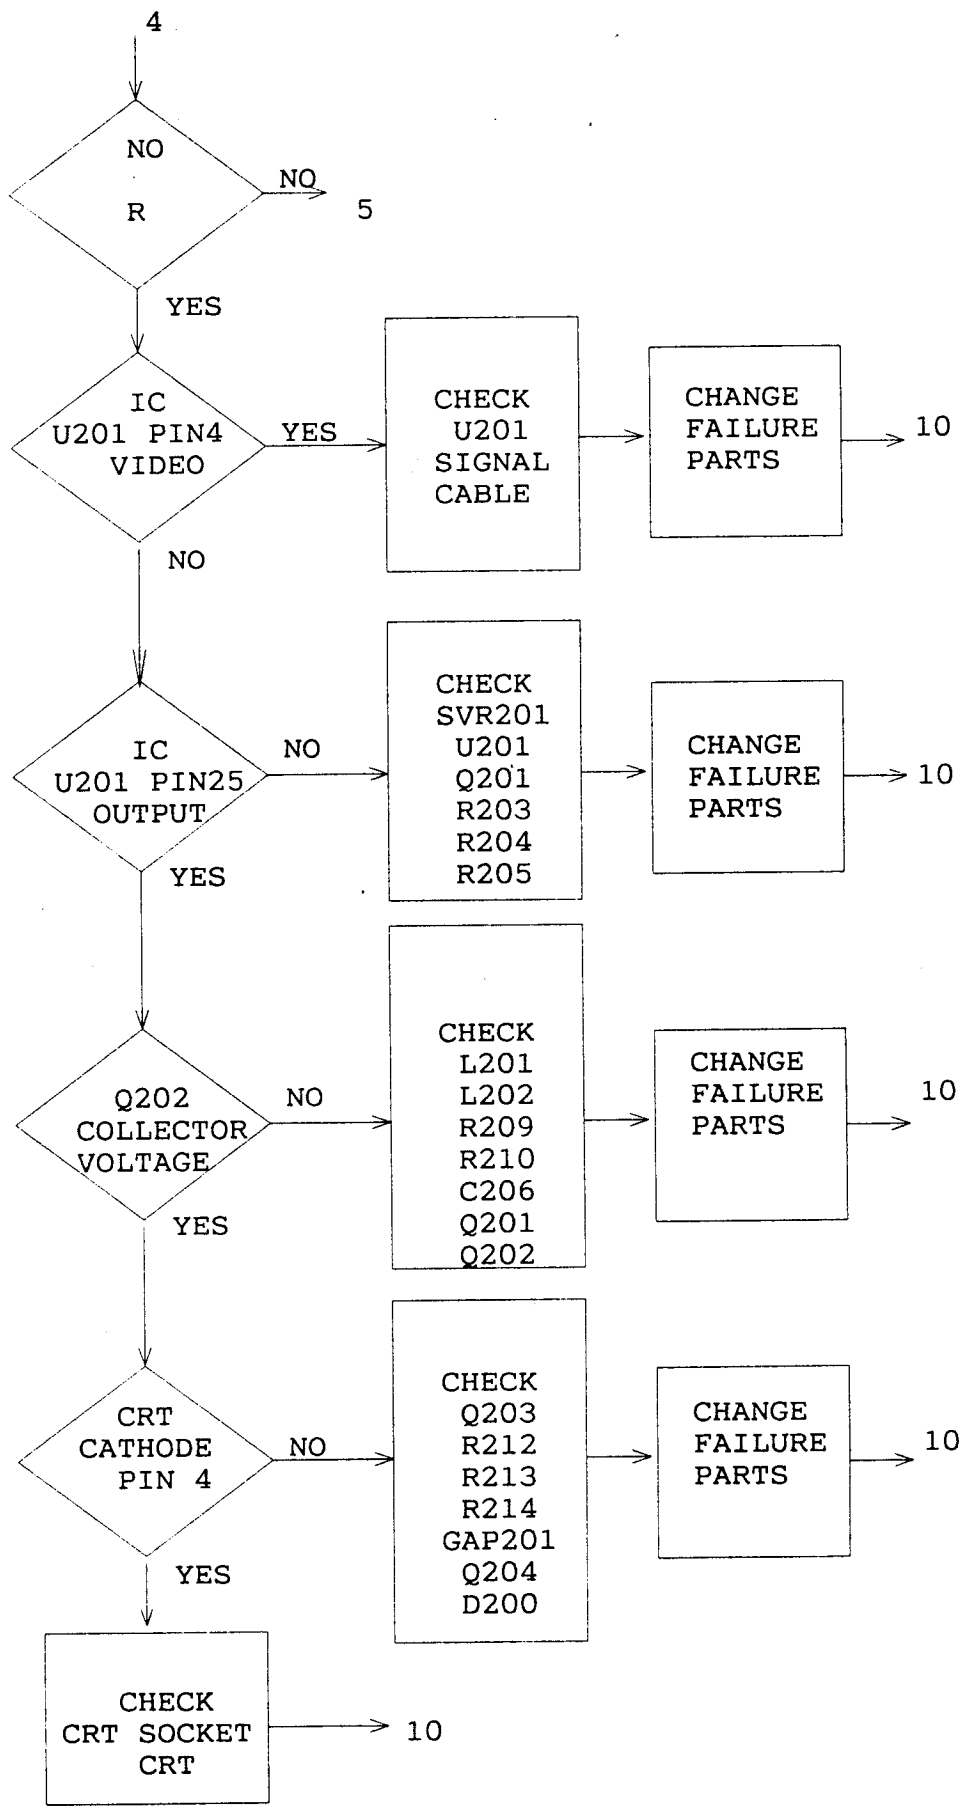 4
NO
R
NO
5
YES
IC
U201 PIN4
VIDEO
YES
CHECK
U201
SIGNAL
CABLE
CHANGE
FAILURE
PARTS
10
NO
IC
U201 PIN25
OUTPUT
NO
CHECK
SVR201
U201
Q201
R203
R204
R205
CHANGE
FAILURE
PARTS
10
YES
Q202
COLLECTOR
VOLTAGE
NO
CHECK
L201
L202
R209
R210
C206
Q201
Q202
CHANGE
FAILURE
PARTS
10
YES
CRT
CATHODE
PIN 4
NO
CHECK
Q203
R212
R213
R214
GAP201
Q204
D200
CHANGE
FAILURE
PARTS
10
YES
CHECK
CRT SOCKET
CRT
10